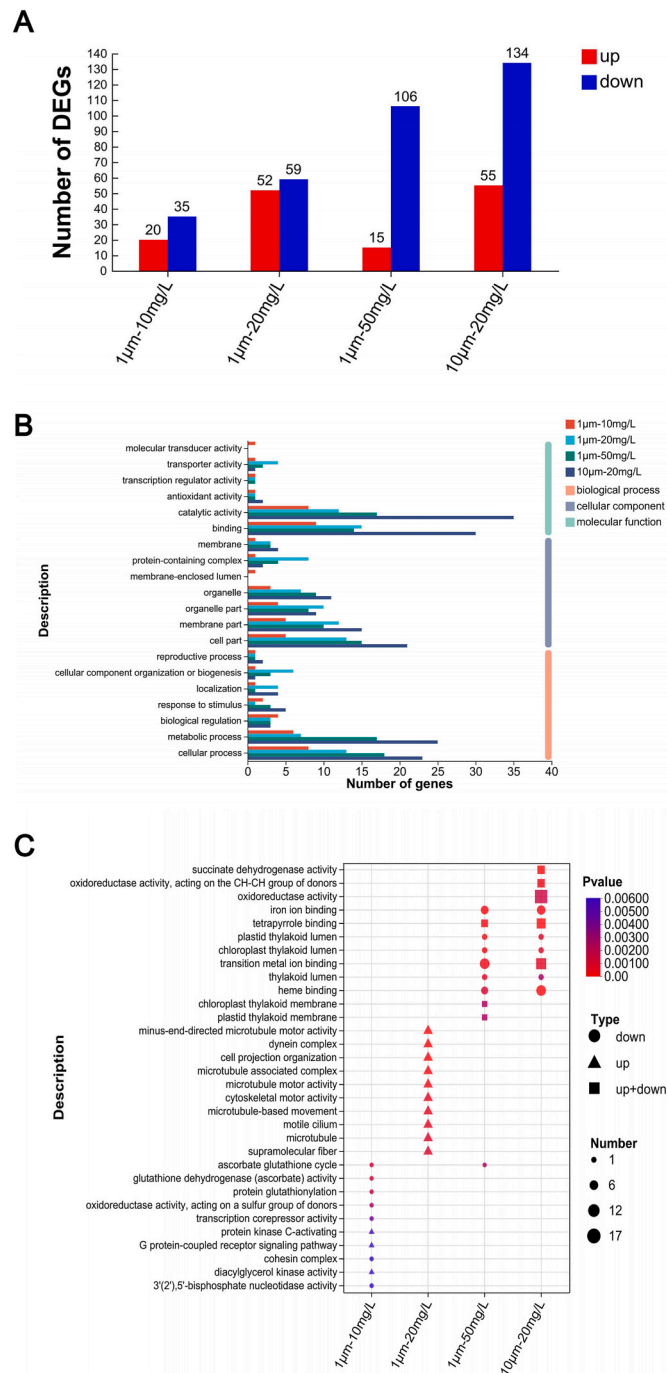 A
Number of DEGs
140
130
120
110
100
90
80
70
60
50
40
30
20
10
0
20
35
52
59
15
106
55
134
up
down
1μm-10mg/L
1μm-20mg/L
1μm-50mg/L
10μm-20mg/L
B
Description
molecular transducer activity
transporter activity
transcription regulator activity
antioxidant activity
catalytic activity
binding
membrane
protein-containing complex
membrane-enclosed lumen
organelle
organelle part
membrane part
cell part
reproductive process
cellular component organization or biogenesis
localization
response to stimulus
biological regulation
metabolic process
cellular process
0 5 10 15 20 25 30 35 40
Number of genes
1μm-10mg/L
1μm-20mg/L
1μm-50mg/L
10μm-20mg/L
biological process
cellular component
molecular function
C
Description
succinate dehydrogenase activity
oxidoreductase activity, acting on the CH-CH group of donors
oxidoreductase activity
iron ion binding
tetrapyrrole binding
plastid thylakoid lumen
chloroplast thylakoid lumen
transition metal ion binding
thylakoid lumen
heme binding
chloroplast thylakoid membrane
plastid thylakoid membrane
minus-end-directed microtubule motor activity
dynein complex
cell projection organization
microtubule associated complex
microtubule motor activity
cytoskeletal motor activity
microtubule-based movement
motile cilium
microtubule
supramolecular fiber
ascorbate glutathione cycle
glutathione dehydrogenase (ascorbate) activity
protein glutathionylation
oxidoreductase activity, acting on a sulfur group of donors
transcription corepressor activity
protein kinase C-activating
G protein-coupled receptor signaling pathway
cohesin complex
diacylglycerol kinase activity
3'(2'),5'-bisphosphate nucleotidase activity
1μm-10mg/L
1μm-20mg/L
1μm-50mg/L
10μm-20mg/L
Pvalue
0.00600
0.00500
0.00400
0.00300
0.00200
0.00100
0.00
Type
down
up
up+down
Number
1
6
12
17